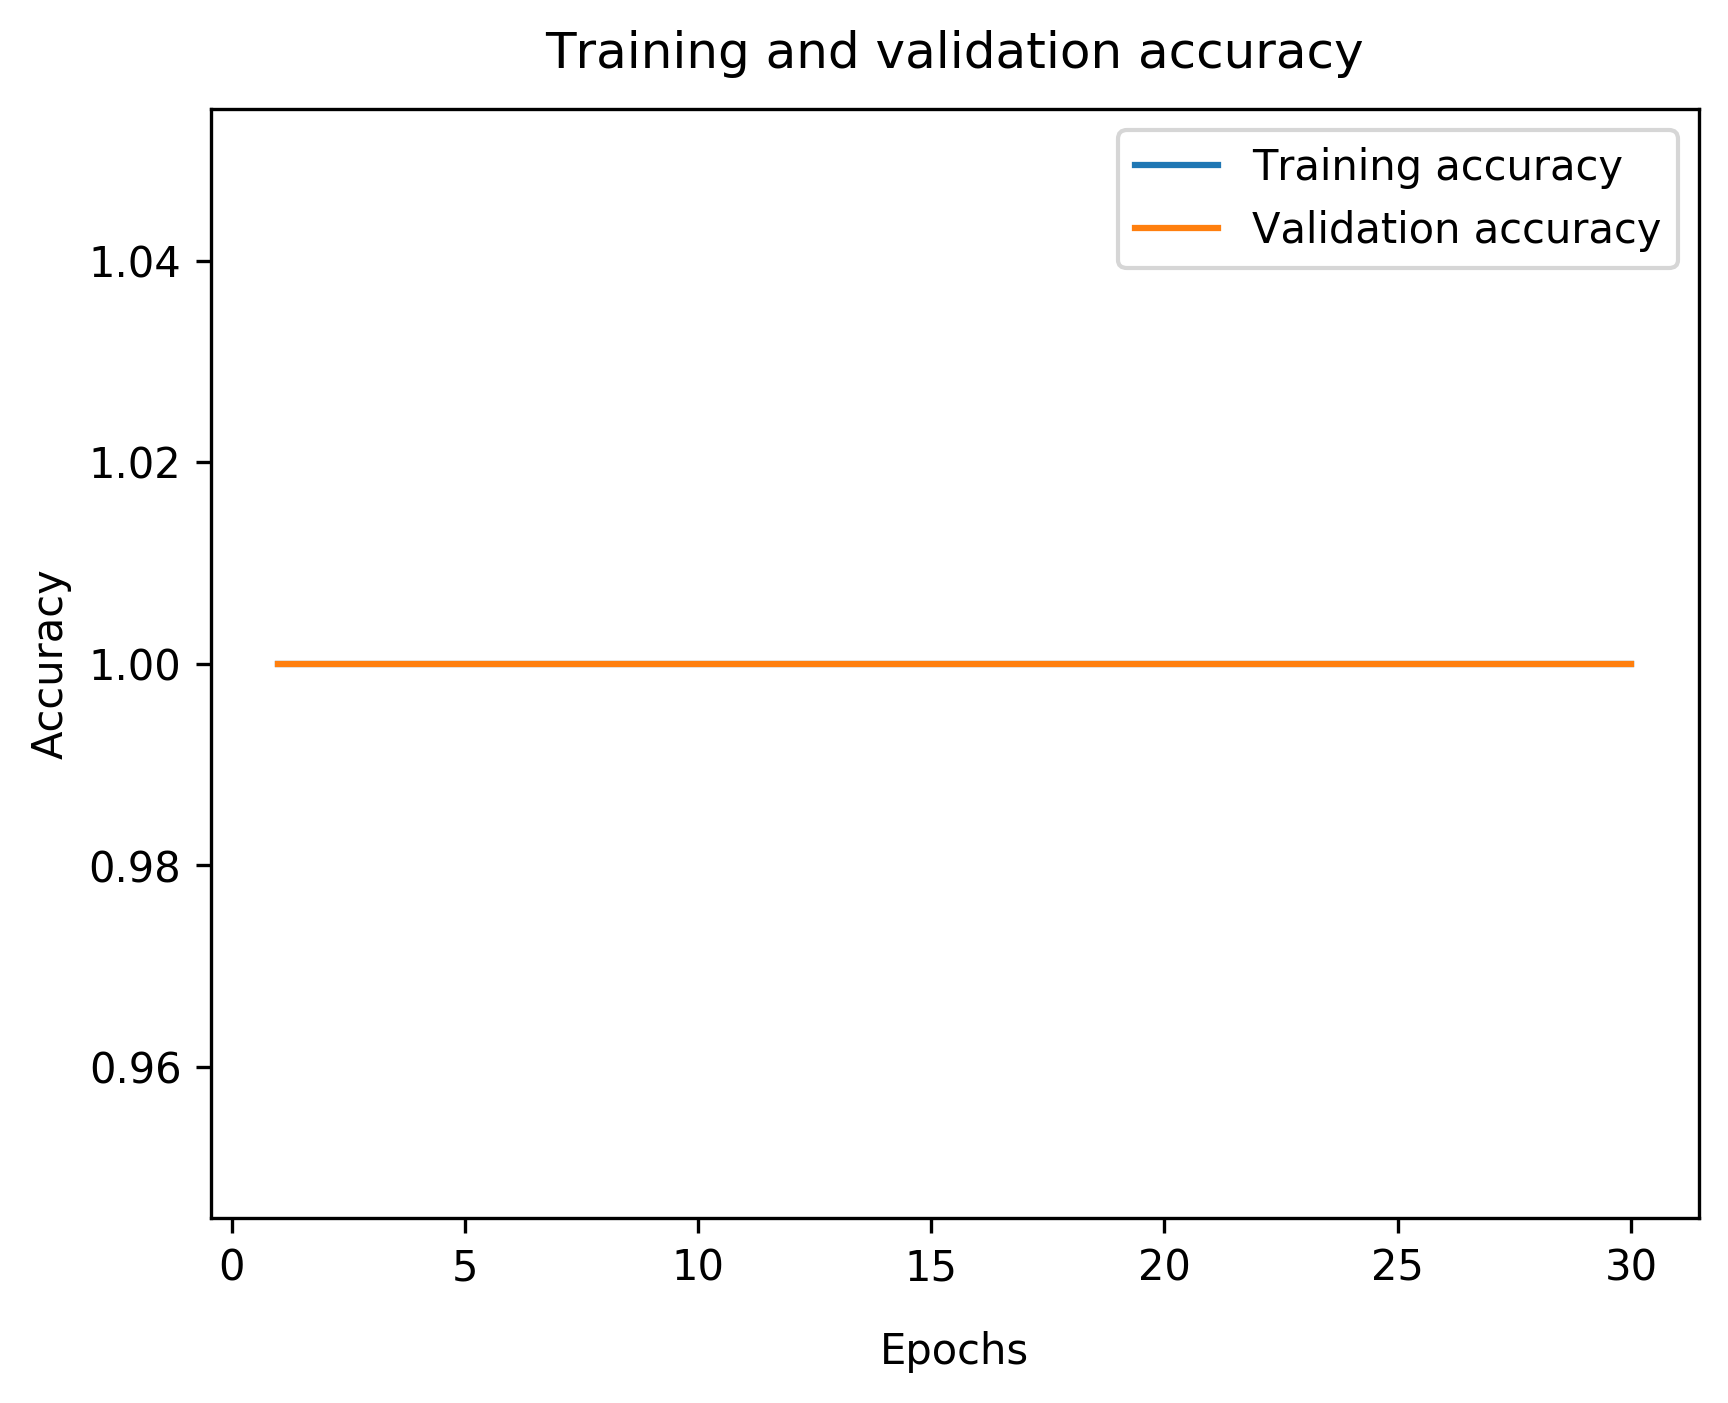 Training and validation accuracy
Training accuracy
Validation accuracy
1.04
1.02
1.00
0.98
0.96
Accuracy
0 5 10 15 20 25 30
Epochs